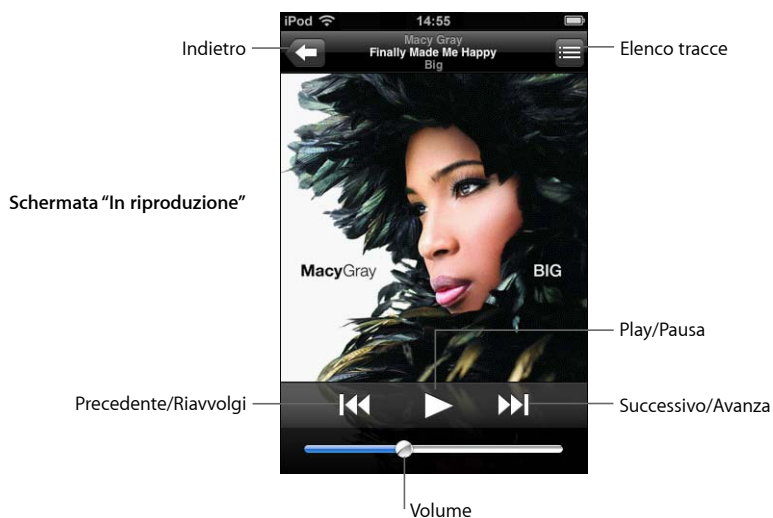 iPod 14:55
Macy Gray
Finally Made Me Happy
Big
Indietro
Elenco tracce
Schermata “In riproduzione”
MacyGray
BIG
Play/Pausa
Precedente/Riavvolgi
Successivo/Avanza
Volume